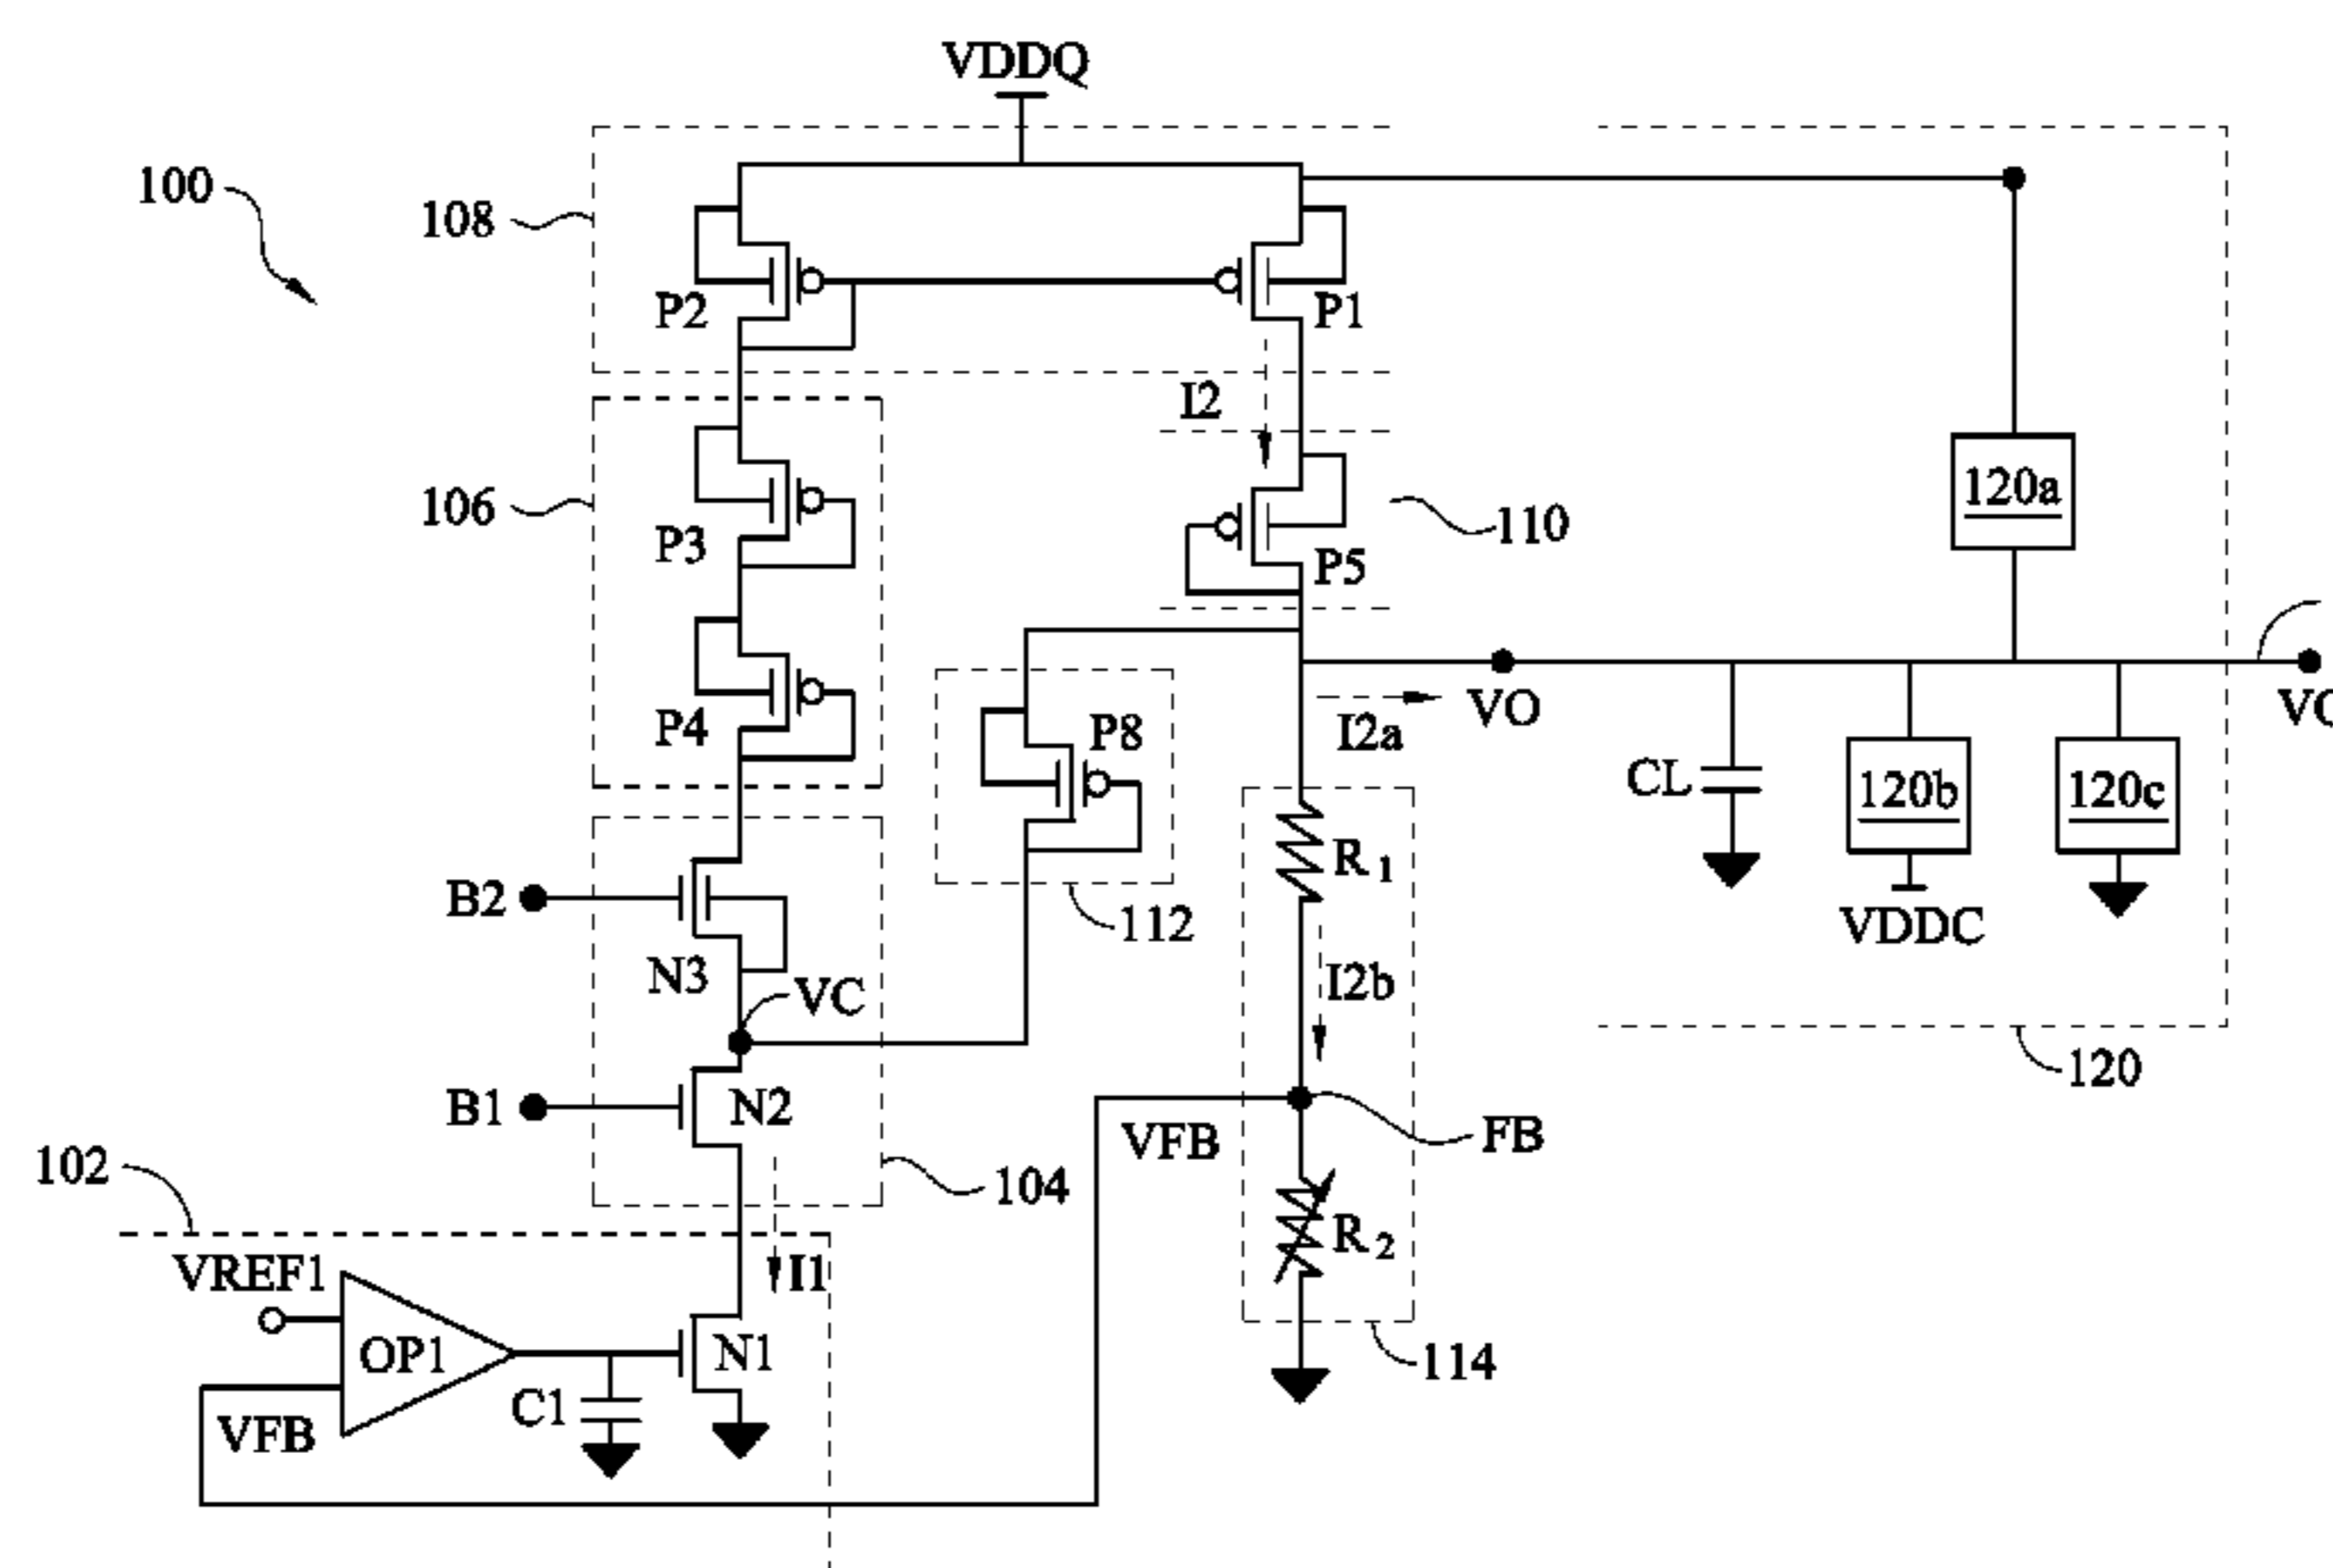 VDDQ
100
108
P2
P1
I2
106
P3
110
P5
120a
P4
P8
I2a
VO
CL
120b
120c
VDDC
R1
B2
112
N3
VC
I2b
B1
N2
VFB
FB
120
102
104
R2
VREF1
I1
OP1
N1
114
C1
VFB